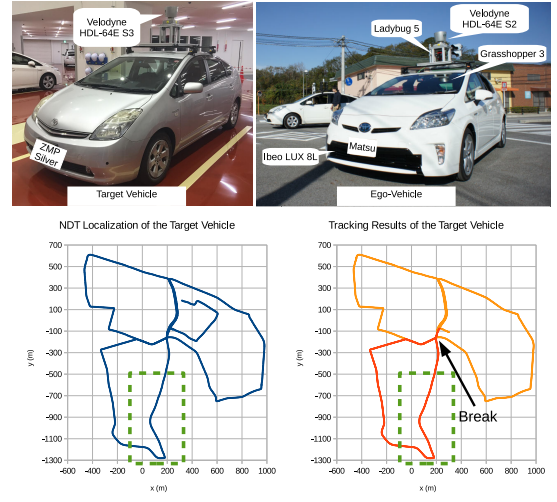 Velodyne
HDL-64E S3
ZMP
Silver
Target Vehicle
Ladybug 5
Velodyne
HDL-64E S2
Grasshopper 3
Ibeo LUX 8L
Matsu
Ego-Vehicle
NDT Localization of the Target Vehicle
700
500
300
100
-100
-300
-500
-700
-900
-1100
-1300
y (m)
-600 -400 -200 0 200 400 600 800 1000
x (m)
Tracking Results of the Target Vehicle
700
500
300
100
-100
-300
-500
-700
-900
-1100
-1300
y (m)
Break
-600 -400 -200 0 200 400 600 800 1000
x (m)